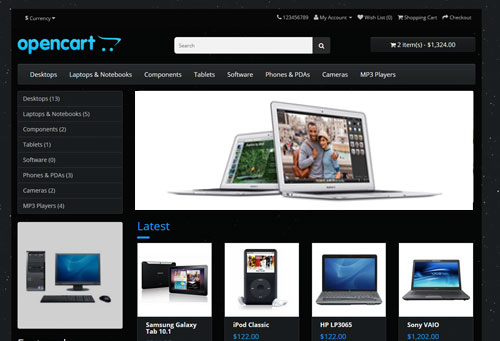 $ Currency
123456789 My Account Wish List (0) Shopping Cart Checkout
opencart
Search
2 item(s) - $1,324.00
Desktops Laptops & Notebooks Components Tablets Software Phones & PDAs Cameras MP3 Players
Desktops (13)
Laptops & Notebooks (5)
Components (2)
Tablets (1)
Software (0)
Phones & PDAs (3)
Cameras (2)
MP3 Players (4)
Latest
Samsung Galaxy
Tab 10.1
iPod Classic
$122.00
HP LP3065
$122.00
Sony VAIO
$1,202.00